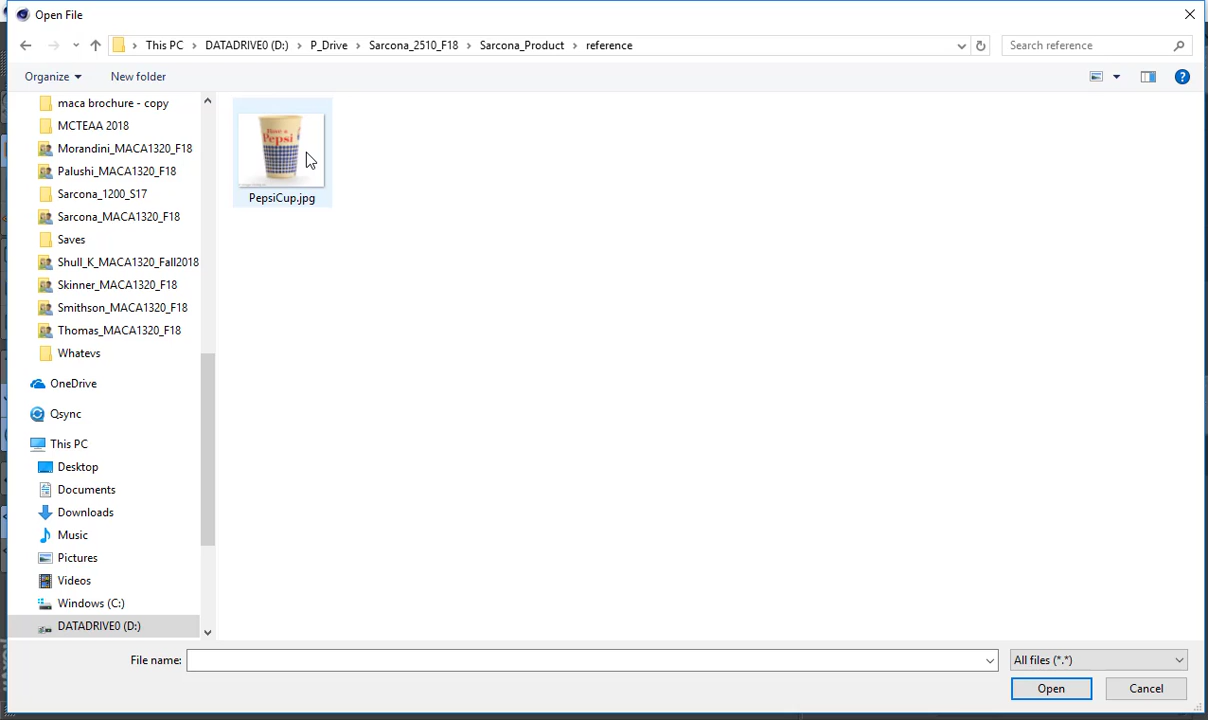 Open File
This PC
DATADRIVE0 (D:)
P_Drive
Sarcona_2510_F18
Sarcona_Product
reference
Search reference
Organize
New folder
maca brochure - copy
MCTEAA 2018
Morandini_MACA1320_F18
Palushi_MACA1320_F18
Sarcona_1200_S17
Sarcona_MACA1320_F18
Saves
Shull_K_MACA1320_Fall2018
Skinner_MACA1320_F18
Smithson_MACA1320_F18
Thomas_MACA1320_F18
Whatevs
OneDrive
Qsync
This PC
Desktop
Documents
Downloads
Music
Pictures
Videos
Windows (C:)
DATADRIVE0 (D:)
Have a
Pepsi
PepsiCup.jpg
File name:
All files (*.*)
Open
Cancel